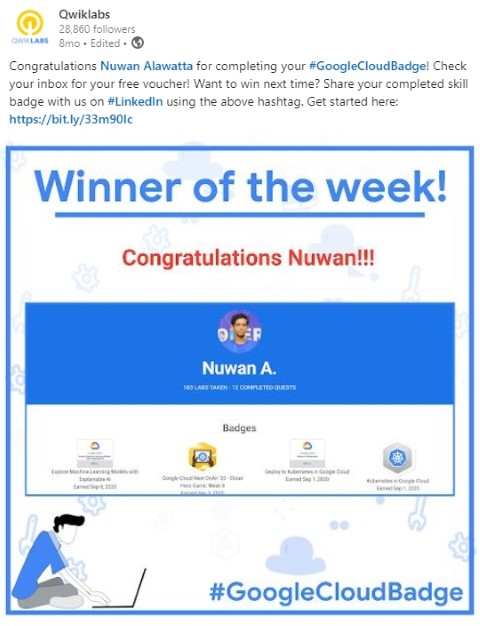 Qwiklabs
28,860 followers
QWIKLABS
8mo • Edited •
Congratulations Nuwan Alawatta for completing your #GoogleCloudBadge! Check
your inbox for your free voucher! Want to win next time? Share your completed skill
badge with us on #LinkedIn using the above hashtag. Get started here:
https://bit.ly/33m90lc
Winner of the week!
Congratulations Nuwan!!!
Nuwan A.
183 LABS TAKEN · 12 COMPLETED QUESTS
Badges
Explore Machine Learning Models with
Explainable AI
Earned Sep 8, 2020
Google Cloud Next OnAir '20 - Cloud
Hero Game: Week 8
Deploy to Kubernetes in Google Cloud
Earned Sep 1, 2020
Kubernetes in Google Cloud
Earned Sep 1, 2020
#GoogleCloudBadge